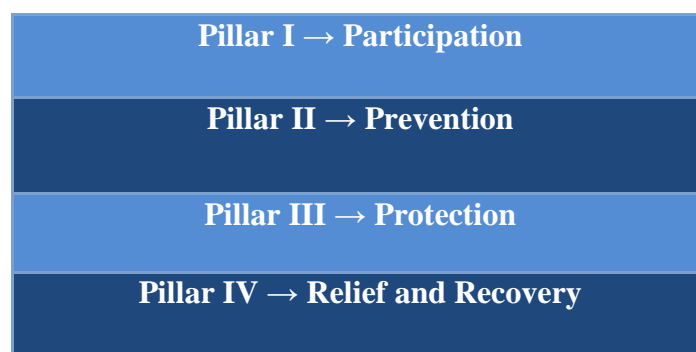 Pillar I → Participation
Pillar II → Prevention
Pillar III → Protection
Pillar IV → Relief and Recovery